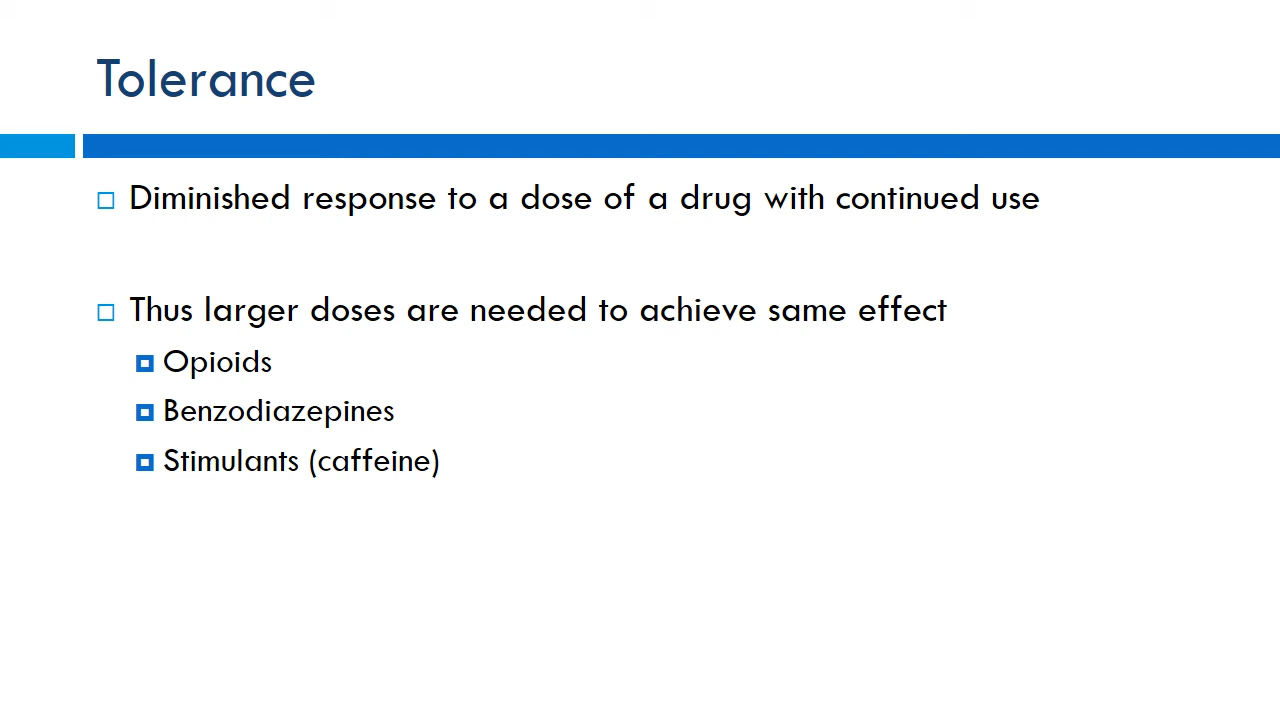 Tolerance
Diminished response to a dose of a drug with continued use
Thus larger doses are needed to achieve same effect
Opioids
Benzodiazepines
Stimulants (caffeine)